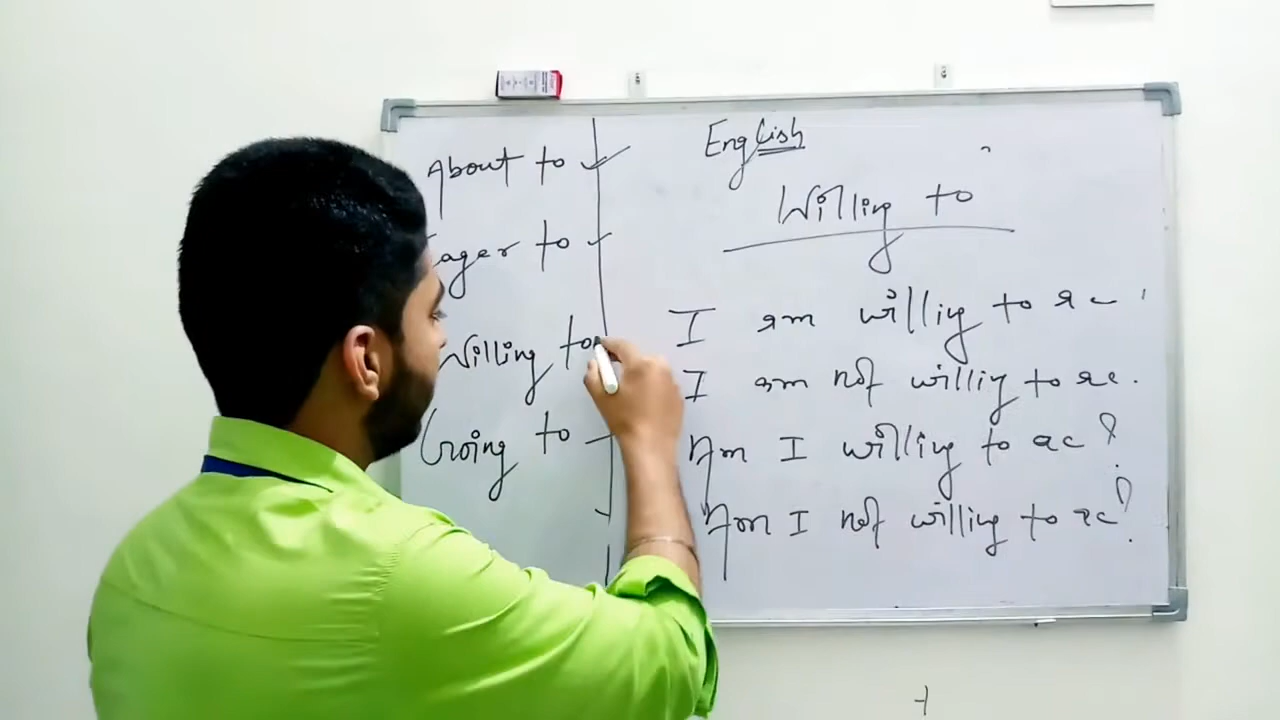 About to
Eager to
Willing to
Going to
English
Willing to
I am willing to
I am not willing to
Am I willing to ac?
Am I not willing to